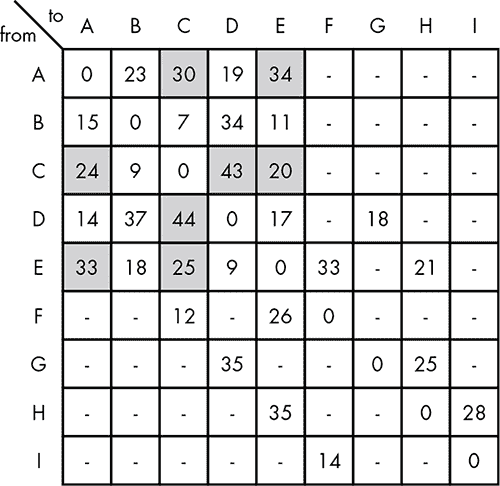 to
from
A B C D E F G H I
A 0 23 30 19 34 - - - -
B 15 0 7 34 11 - - - -
C 24 9 0 43 20 - - - -
D 14 37 44 0 17 - 18 - -
E 33 18 25 9 0 33 - 21 -
F - - 12 - 26 0 - - -
G - - - 35 - - 0 25 -
H - - - - 35 - - 0 28
I - - - - - 14 - - 0